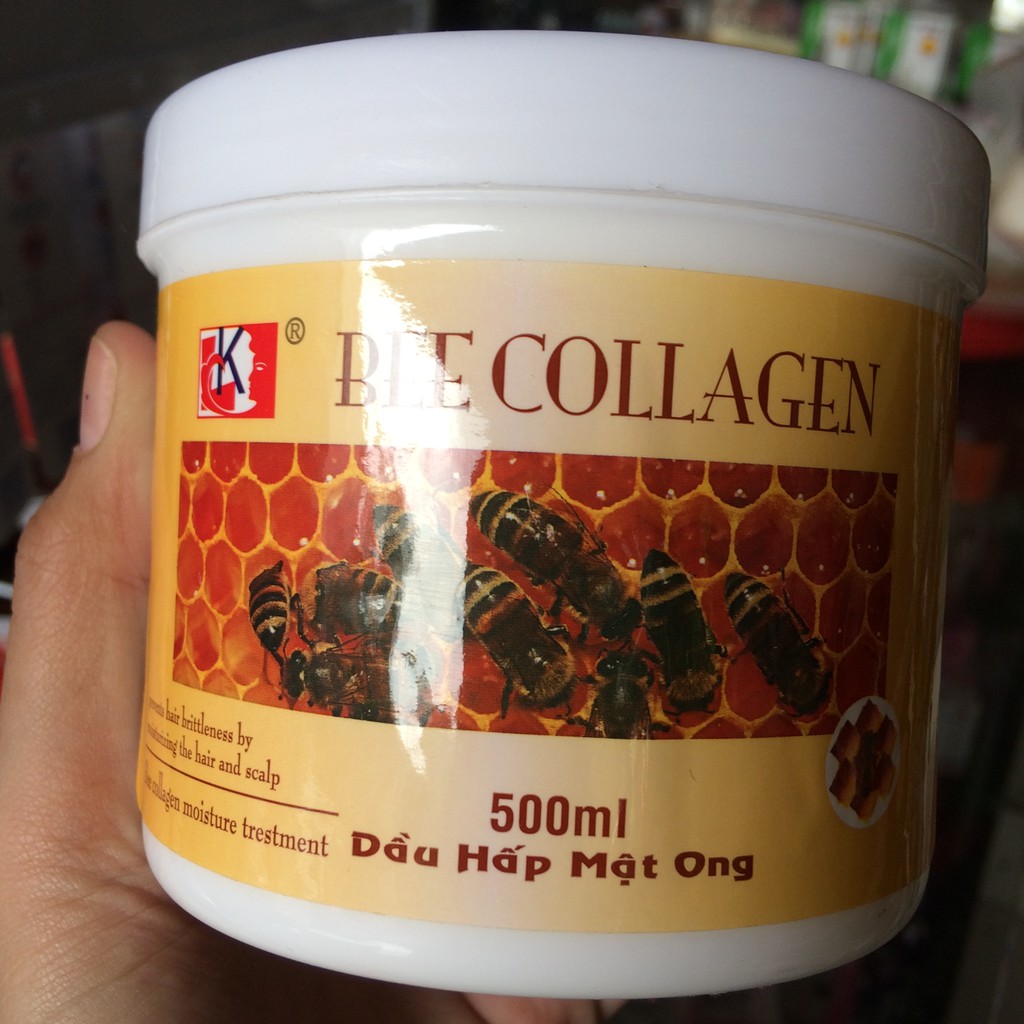 K ®
BEE COLLAGEN
hair brittleness by
the hair and scalp
collagen moisture trestment
500ml
Dầu Hấp Mật Ong